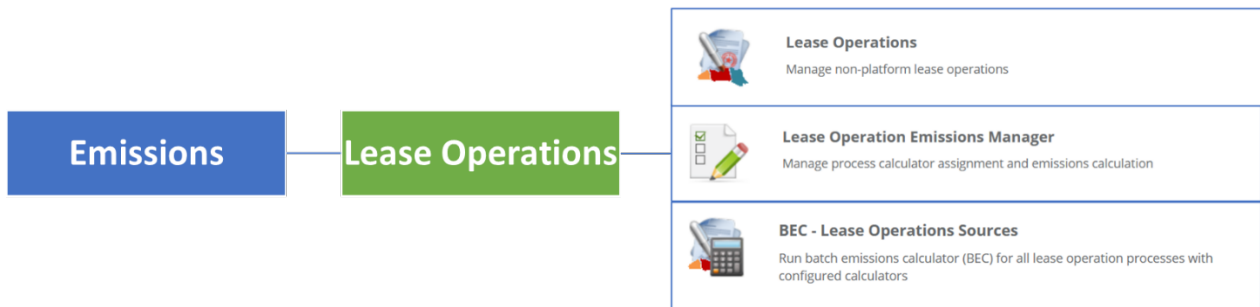 Emissions
Lease Operations
Lease Operations
Manage non-platform lease operations
Lease Operation Emissions Manager
Manage process calculator assignment and emissions calculation
BEC - Lease Operations Sources
Run batch emissions calculator (BEC) for all lease operation processes with
configured calculators